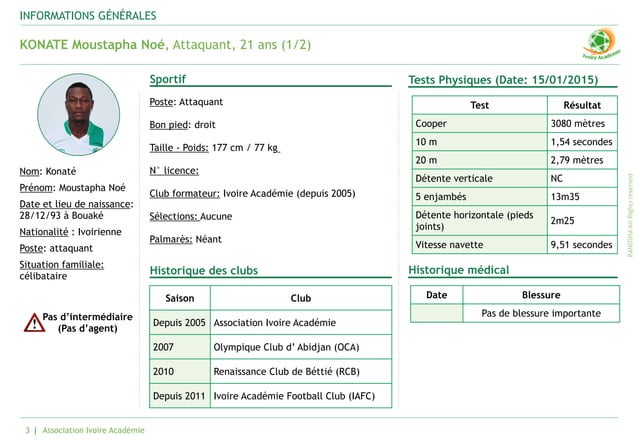 INFORMATIONS GÉNÉRALES
KONATE Moustapha Noé, Attaquant, 21 ans (1/2)
Ivoire Académie
Nom: Konaté
Prénom: Moustapha Noé
Date et lieu de naissance:
28/12/93 à Bouaké
Nationalité : Ivoirienne
Poste: attaquant
Situation familiale:
célibataire
Pas d'intermédiaire
(Pas d'agent)
Sportif
Poste: Attaquant
Bon pied: droit
Taille - Poids: 177 cm / 77 kg
N° licence:
Club formateur: Ivoire Académie (depuis 2005)
Sélections: Aucune
Palmarès: Néant
Historique des clubs
Saison Club
Depuis 2005 Association Ivoire Académie
2007 Olympique Club d' Abidjan (OCA)
2010 Renaissance Club de Béttié (RCB)
Depuis 2011 Ivoire Académie Football Club (IAFC)
Tests Physiques (Date: 15/01/2015)
Test Résultat
Cooper 3080 mètres
10 m 1,54 secondes
20 m 2,79 mètres
Détente verticale NC
5 enjambés 13m35
Détente horizontale (pieds
joints) 2m25
Vitesse navette 9,51 secondes
Historique médical
Date Blessure
Pas de blessure importante
All Rights reserved
3 | Association Ivoire Académie